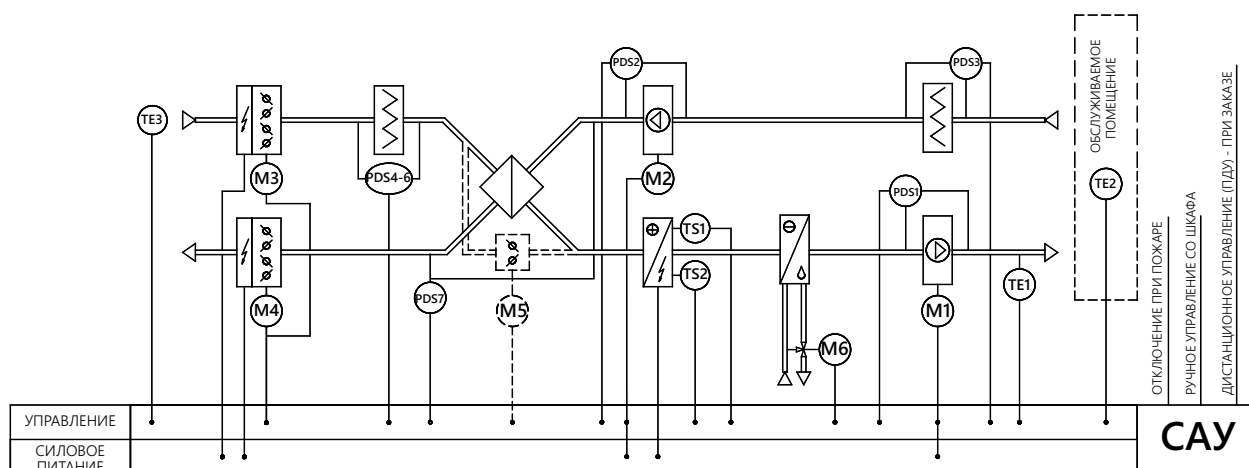 PDS2
PDS3
TE3
M3
PDS4-6
M2
PDS1
TE2
TS1
TS2
PDS7
M4
M5
M6
M1
TE1
ОБСЛУЖИВАЕМОЕ
ПОМЕЩЕНИЕ
ОТКЛЮЧЕНИЕ ПРИ ПОЖАРЕ
РУЧНОЕ УПРАВЛЕНИЕ СО ШКАФА
ДИСТАНЦИОННОЕ УПРАВЛЕНИЕ (ПДУ) - ПРИ ЗАКАЗЕ
УПРАВЛЕНИЕ
СИЛОВОЕ
ПИТАНИЕ
САУ